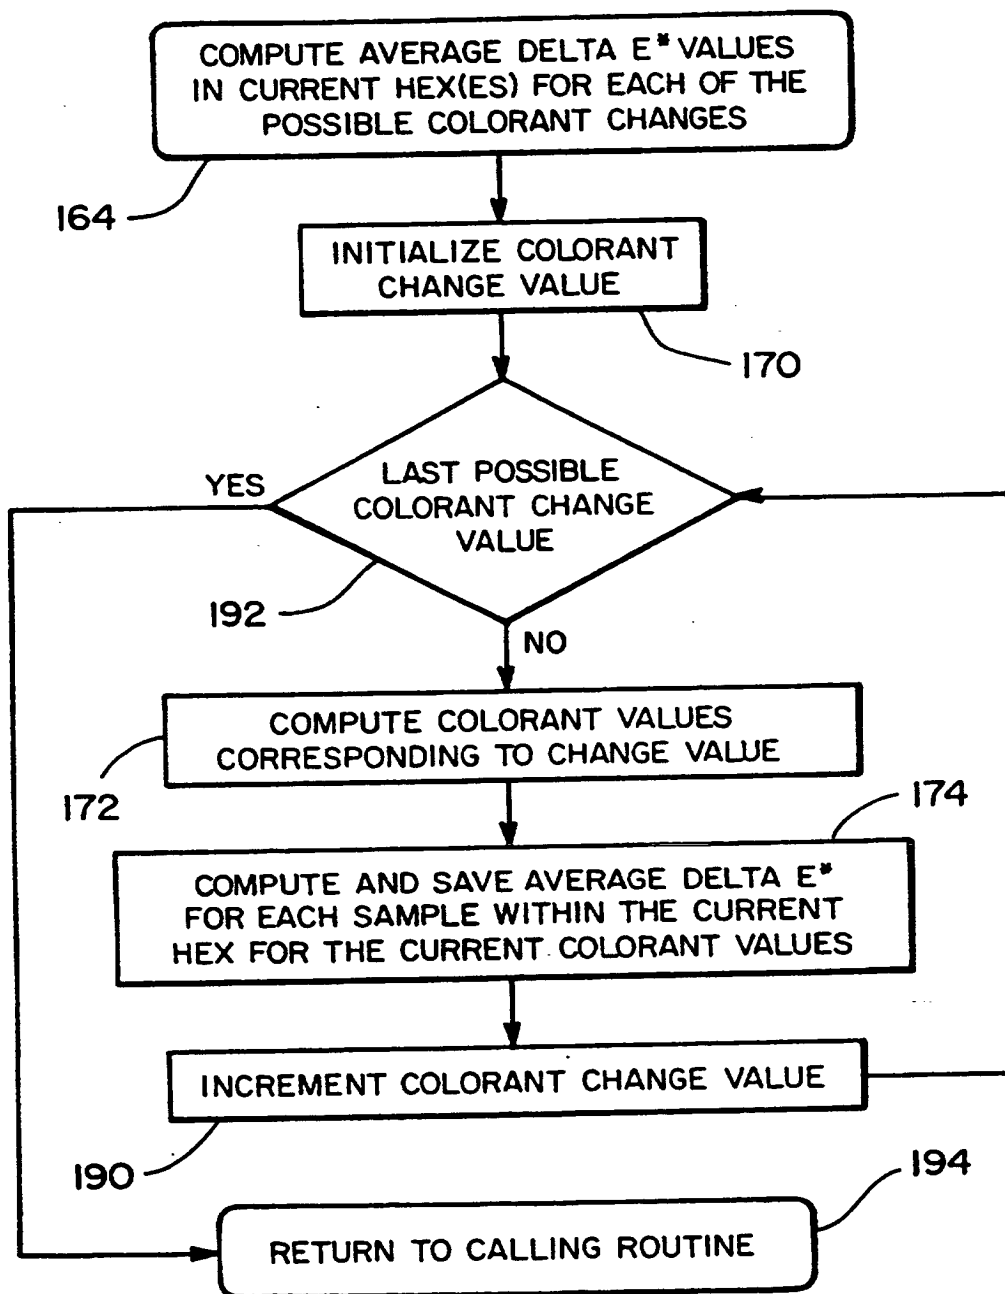 COMPUTE AVERAGE DELTA E* VALUES
IN CURRENT HEX(ES) FOR EACH OF THE
POSSIBLE COLORANT CHANGES
164
INITIALIZE COLORANT
CHANGE VALUE
170
YES
LAST POSSIBLE
COLORANT CHANGE
VALUE
192
NO
COMPUTE COLORANT VALUES
CORRESPONDING TO CHANGE VALUE
172
174
COMPUTE AND SAVE AVERAGE DELTA E*
FOR EACH SAMPLE WITHIN THE CURRENT
HEX FOR THE CURRENT COLORANT VALUES
INCREMENT COLORANT CHANGE VALUE
190
194
RETURN TO CALLING ROUTINE